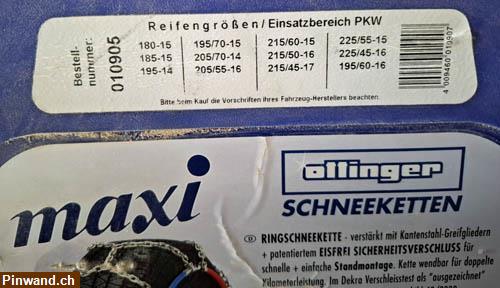 Reifengrößen/Einsatzbereich PKW
Bestell-
nummer:
010905
180-15 195/70-15 215/60-15 225/55-15
185-15 205/70-14 215/50-16 225/45-16
195-14 205/55-16 215/45-17 195/60-16
Bitte beim Kauf die Vorschriften ihres Fahrzeug-Herstellers beachten.
4 009460 010907
maxi
ottinger
SCHNEEKETTEN
D RINGSCHNEEKETTE - verstärkt mit Kantenstahl-Greifgliedern
+ patentiertem EISFREI SICHERHEITSVERSCHLUSS für
schnelle + einfache Standmontage. Kette wendbar für doppelte
Kilometerleistung. Im Dekra Verschleisstest als "ausgezeichnet"
Pinwand.ch